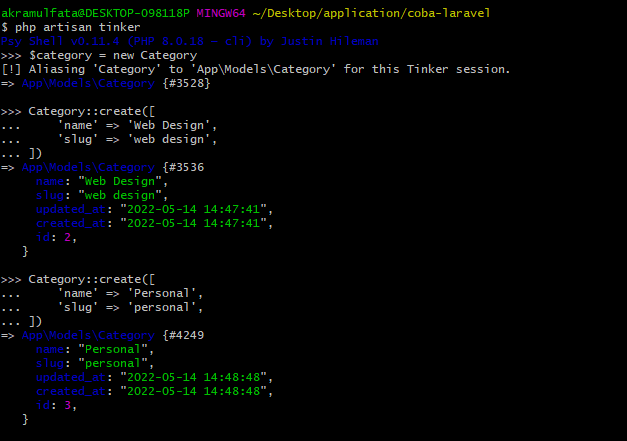 akramulfata@DESKTOP-098118P MINGW64 ~/Desktop/application/coba-laravel
$ php artisan tinker
Psy Shell v0.11.4 (PHP 8.0.18 — cli) by Justin Hileman
>>> $category = new Category
[!] Aliasing 'Category' to 'App\Models\Category' for this Tinker session.
=> App\Models\Category {#3528}
>>> Category::create([
...     'name' => 'Web Design',
...     'slug' => 'web design',
... ])
=> App\Models\Category {#3536
     name: "Web Design",
     slug: "web design",
     updated_at: "2022-05-14 14:47:41",
     created_at: "2022-05-14 14:47:41",
     id: 2,
   }
>>> Category::create([
...     'name' => 'Personal',
...     'slug' => 'personal',
... ])
=> App\Models\Category {#4249
     name: "Personal",
     slug: "personal",
     updated_at: "2022-05-14 14:48:48",
     created_at: "2022-05-14 14:48:48",
     id: 3,
   }